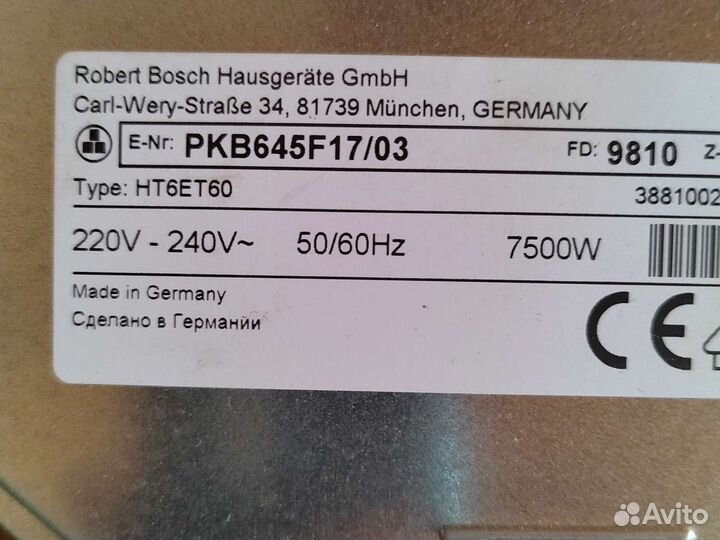 Robert Bosch Hausgeräte GmbH
Carl-Wery-Straße 34, 81739 München, GERMANY
E-Nr: PKB645F17/03 FD: 9810 Z-
Type: HT6ET60 3881002
220V - 240V~ 50/60Hz 7500W
Made in Germany
Сделано в Германии
CE
Avito